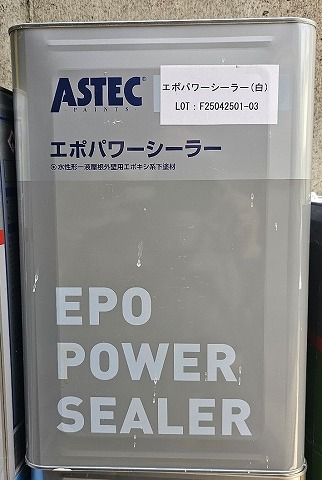 ASTEC©
PAINTS
エポパワーシーラー(白)
LOT:F25042501-03
エポパワーシーラー
水性形一液屋根外壁用エポキシ系下塗材
EPO
POWER
SEALER